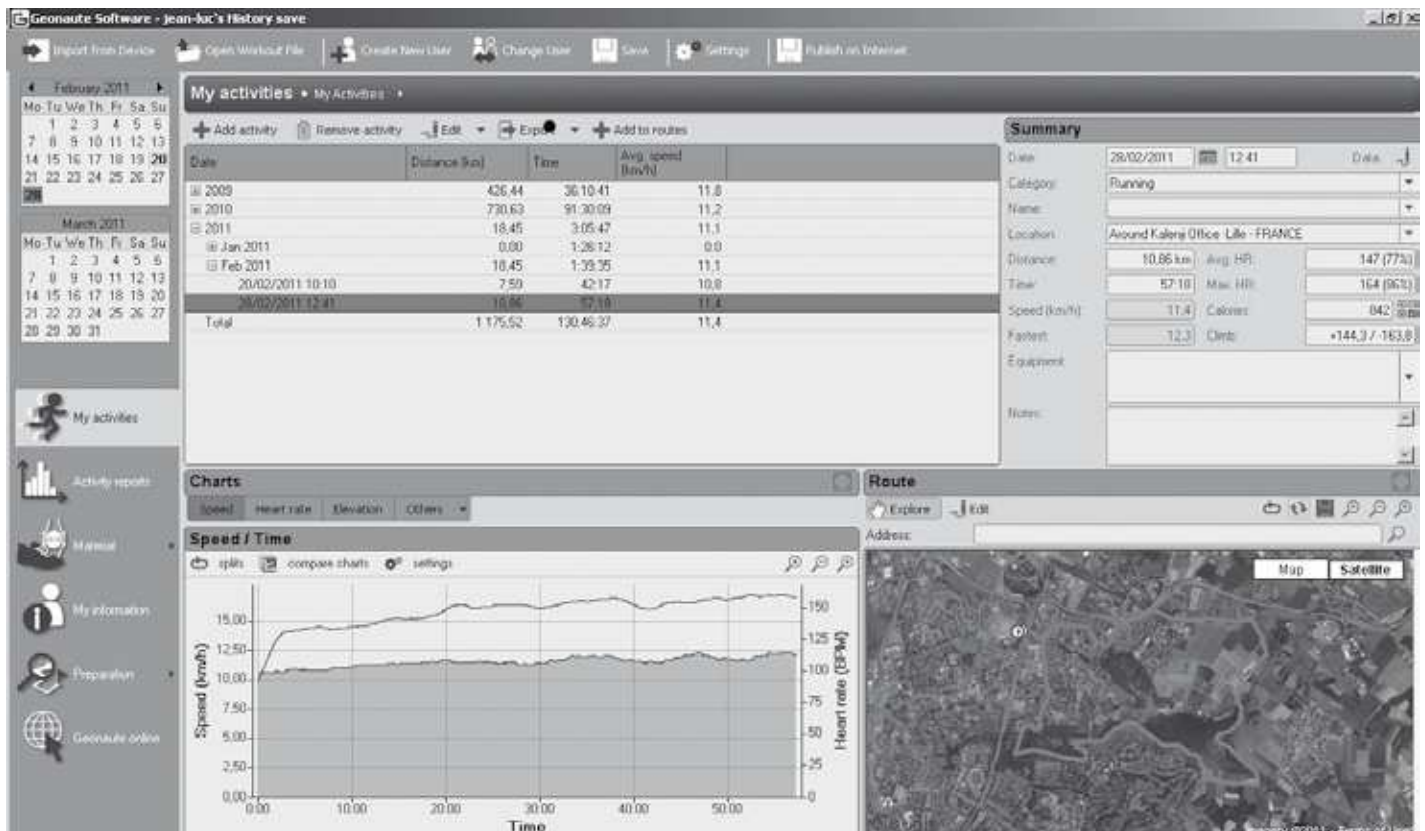 Geonaute Software - jean-luc's History save
Import from Device Open Workout File Create New User Change User Save Settings Publish on Internet
February 2011
Mo Tu We Th Fr Sa Su
1 2 3 4 5 6
7 8 9 10 11 12 13
14 15 16 17 18 19 20
21 22 23 24 25 26 27
28
March 2011
Mo Tu We Th Fr Sa Su
1 2 3 4 5 6
7 8 9 10 11 12 13
14 15 16 17 18 19 20
21 22 23 24 25 26 27
28 29 30 31
My activities
Activity reports
Material
My information
Preparation
Geonaute online
My activities • My Activities
Add activity Remove activity Edit Add to routes
Date Distance [km] Time Avg. speed [km/h]
2009 426,44 36:10:41 11,8
2010 730,63 91:30:09 11,2
2011 18,45 3:05:47 11,1
Jan 2011 0,00 1:26:12 0,0
Feb 2011 18,45 1:39:35 11,1
20/02/2011 10:10 7,59 42:17 10,8
28/02/2011 12:41 10,86 57:18 11,4
Total 1 175,52 130:46:37 11,4
Summary
Date: 28/02/2011 12:41 Data:
Category: Running
Name:
Location: Around Kalenji Office Lille - FRANCE
Distance: 10,86 km Avg. HR: 147 (77%)
Time: 57:18 Max. HR: 164 (86%)
Speed [km/h]: 11,4 Calories: 842
Fastest: 12,3 Climb: +144,3 / -163,8
Equipment:
Notes:
Charts
Speed Heart rate Elevation Others
Speed / Time
splits compare charts settings
Speed (km/h)
15,00
12,50
10,00
7,50
5,00
2,50
0,00
150
125
100
75
50
25
0
Heart rate (BPM)
0:00 10:00 20:00 30:00 40:00 50:00
Time
Route
Explore Edit
Address:
Map Satellite